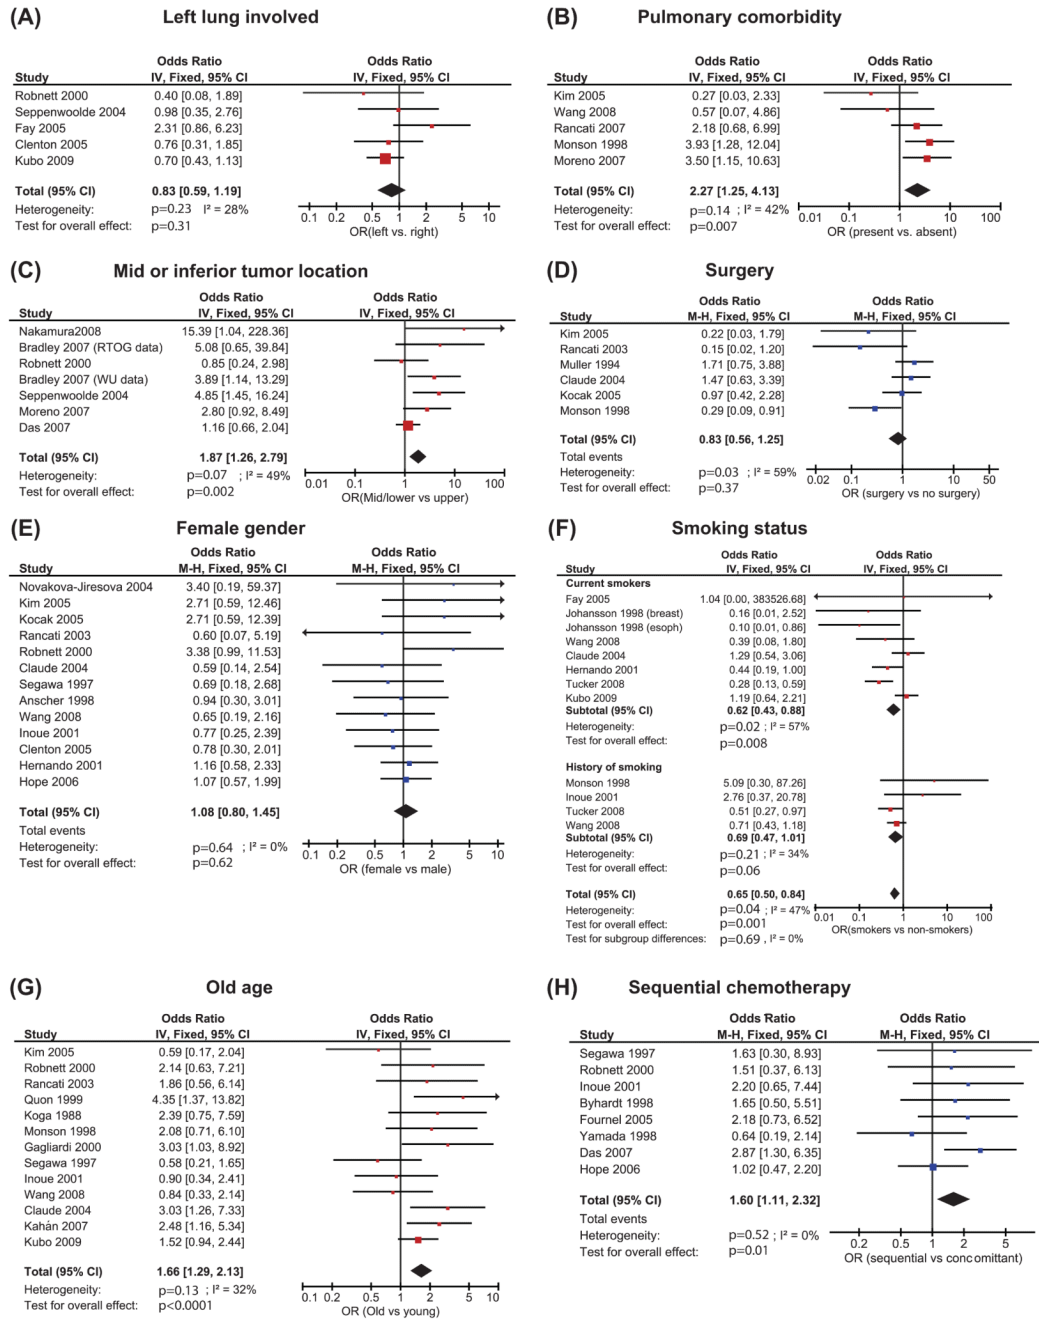 (A) Left lung involved
Odds Ratio Odds Ratio
Study IV, Fixed, 95% CI IV, Fixed, 95% CI
Robnett 2000 0.40 [0.08, 1.89]
Seppenwoolde 2004 0.98 [0.35, 2.76]
Fay 2005 2.31 [0.86, 6.23]
Clenton 2005 0.76 [0.31, 1.85]
Kubo 2009 0.70 [0.43, 1.13]
Total (95% CI) 0.83 [0.59, 1.19]
Heterogeneity: p=0.23 I² = 28%
Test for overall effect: p=0.31
0.1 0.2 0.5 1 2 5 10
OR(left vs. right)
(B) Pulmonary comorbidity
Odds Ratio Odds Ratio
Study IV, Fixed, 95% CI IV, Fixed, 95% CI
Kim 2005 0.27 [0.03, 2.33]
Wang 2008 0.57 [0.07, 4.86]
Rancati 2007 2.18 [0.68, 6.99]
Monson 1998 3.93 [1.28, 12.04]
Moreno 2007 3.50 [1.15, 10.63]
Total (95% CI) 2.27 [1.25, 4.13]
Heterogeneity: p=0.14 ; I² = 42%
Test for overall effect: p=0.007
0.01 0.1 1 10 100
OR (present vs. absent)
(C) Mid or inferior tumor location
Odds Ratio Odds Ratio
Study IV, Fixed, 95% CI IV, Fixed, 95% CI
Nakamura2008 15.39 [1.04, 228.36]
Bradley 2007 (RTOG data) 5.08 [0.65, 39.84]
Robnett 2000 0.85 [0.24, 2.98]
Bradley 2007 (WU data) 3.89 [1.14, 13.29]
Seppenwoolde 2004 4.85 [1.45, 16.24]
Moreno 2007 2.80 [0.92, 8.49]
Das 2007 1.16 [0.66, 2.04]
Total (95% CI) 1.87 [1.26, 2.79]
Heterogeneity: p=0.07 ; I² = 49%
Test for overall effect: p=0.002
0.01 0.1 1 10 100
OR(Mid/lower vs upper)
(D) Surgery
Odds Ratio Odds Ratio
Study M-H, Fixed, 95% CI M-H, Fixed, 95% CI
Kim 2005 0.22 [0.03, 1.79]
Rancati 2003 0.15 [0.02, 1.20]
Muller 1994 1.71 [0.75, 3.88]
Claude 2004 1.47 [0.63, 3.39]
Kocak 2005 0.97 [0.42, 2.28]
Monson 1998 0.29 [0.09, 0.91]
Total (95% CI) 0.83 [0.56, 1.25]
Total events
Heterogeneity: p=0.03 ; I² = 59%
Test for overall effect: p=0.37
0.02 0.1 1 10 50
OR (surgery vs no surgery)
(E) Female gender
Odds Ratio Odds Ratio
Study M-H, Fixed, 95% CI M-H, Fixed, 95% CI
Novakova-Jiresova 2004 3.40 [0.19, 59.37]
Kim 2005 2.71 [0.59, 12.46]
Kocak 2005 2.71 [0.59, 12.39]
Rancati 2003 0.60 [0.07, 5.19]
Robnett 2000 3.38 [0.99, 11.53]
Claude 2004 0.59 [0.14, 2.54]
Segawa 1997 0.69 [0.18, 2.68]
Anscher 1998 0.94 [0.30, 3.01]
Wang 2008 0.65 [0.19, 2.16]
Inoue 2001 0.77 [0.25, 2.39]
Clenton 2005 0.78 [0.30, 2.01]
Hernando 2001 1.16 [0.58, 2.33]
Hope 2006 1.07 [0.57, 1.99]
Total (95% CI) 1.08 [0.80, 1.45]
Total events
Heterogeneity: p=0.64 ; I² = 0%
Test for overall effect: p=0.62
0.1 0.2 0.5 1 2 5 10
OR (female vs male)
(F) Smoking status
Odds Ratio Odds Ratio
Study IV, Fixed, 95% CI IV, Fixed, 95% CI
Current smokers
Fay 2005 1.04 [0.00, 383526.68]
Johansson 1998 (breast) 0.16 [0.01, 2.52]
Johansson 1998 (esoph) 0.10 [0.01, 0.86]
Wang 2008 0.39 [0.08, 1.80]
Claude 2004 1.29 [0.54, 3.06]
Hernando 2001 0.44 [0.19, 1.00]
Tucker 2008 0.28 [0.13, 0.59]
Kubo 2009 1.19 [0.64, 2.21]
Subtotal (95% CI) 0.62 [0.43, 0.88]
Heterogeneity: p=0.02 ; I² = 57%
Test for overall effect: p=0.008
History of smoking
Monson 1998 5.09 [0.30, 87.26]
Inoue 2001 2.76 [0.37, 20.78]
Tucker 2008 0.51 [0.27, 0.97]
Wang 2008 0.71 [0.43, 1.18]
Subtotal (95% CI) 0.69 [0.47, 1.01]
Heterogeneity: p=0.21 ; I² = 34%
Test for overall effect: p=0.06
Total (95% CI) 0.65 [0.50, 0.84]
Heterogeneity: p=0.04 ; I² = 47%
Test for overall effect: p=0.001
Test for subgroup differences: p=0.69 , I² = 0%
0.01 0.1 1 10 100
OR(smokers vs non-smokers)
(G) Old age
Odds Ratio Odds Ratio
Study IV, Fixed, 95% CI IV, Fixed, 95% CI
Kim 2005 0.59 [0.17, 2.04]
Robnett 2000 2.14 [0.63, 7.21]
Rancati 2003 1.86 [0.56, 6.14]
Quon 1999 4.35 [1.37, 13.82]
Koga 1988 2.39 [0.75, 7.59]
Monson 1998 2.08 [0.71, 6.10]
Gagliardi 2000 3.03 [1.03, 8.92]
Segawa 1997 0.58 [0.21, 1.65]
Inoue 2001 0.90 [0.34, 2.41]
Wang 2008 0.84 [0.33, 2.14]
Claude 2004 3.03 [1.26, 7.33]
Kahán 2007 2.48 [1.16, 5.34]
Kubo 2009 1.52 [0.94, 2.44]
Total (95% CI) 1.66 [1.29, 2.13]
Heterogeneity: p=0.13 ; I² = 32%
Test for overall effect: p<0.0001
0.1 0.2 0.5 1 2 5 10
OR (Old vs young)
(H) Sequential chemotherapy
Odds Ratio Odds Ratio
Study M-H, Fixed, 95% CI M-H, Fixed, 95% CI
Segawa 1997 1.63 [0.30, 8.93]
Robnett 2000 1.51 [0.37, 6.13]
Inoue 2001 2.20 [0.65, 7.44]
Byhardt 1998 1.65 [0.50, 5.51]
Fournel 2005 2.18 [0.73, 6.52]
Yamada 1998 0.64 [0.19, 2.14]
Das 2007 2.87 [1.30, 6.35]
Hope 2006 1.02 [0.47, 2.20]
Total (95% CI) 1.60 [1.11, 2.32]
Total events
Heterogeneity: p=0.52 ; I² = 0%
Test for overall effect: p=0.01
0.2 0.5 1 2 5
OR (sequential vs concomittant)